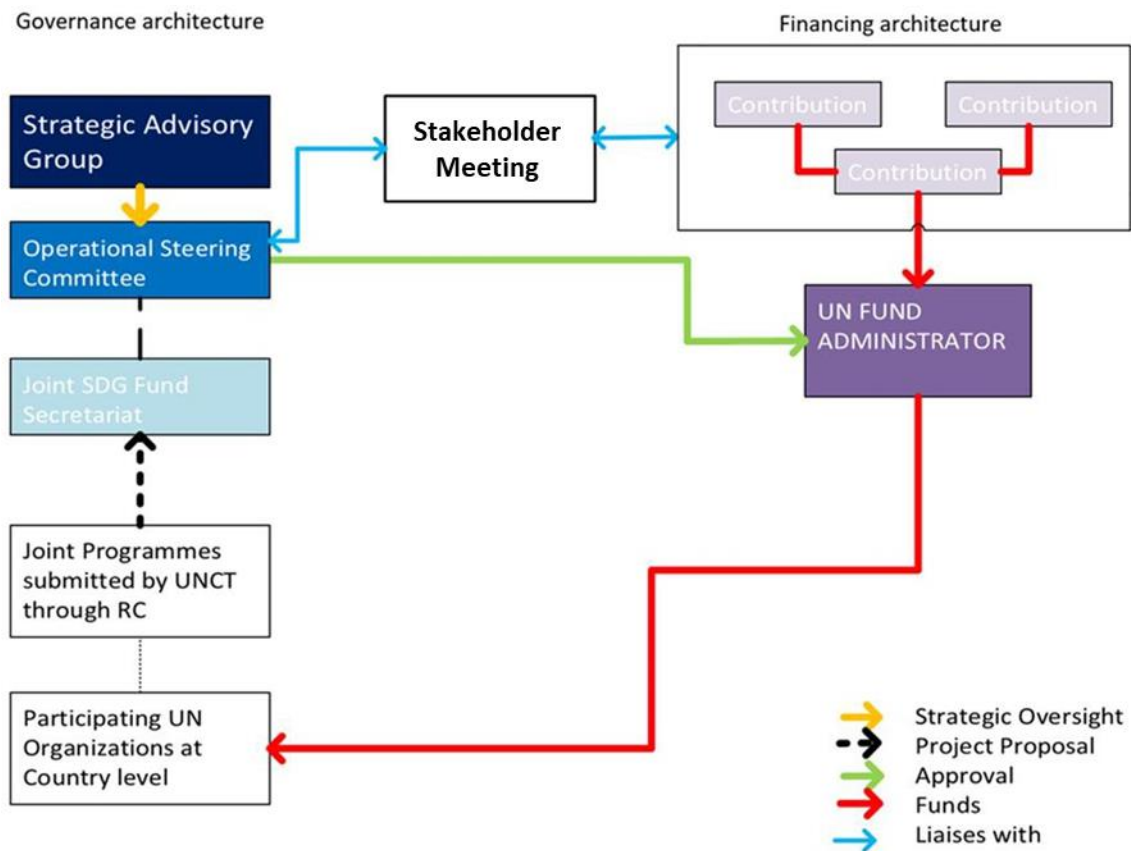 Governance architecture
Financing architecture
Strategic Advisory
Group
Stakeholder
Meeting
Contribution
Contribution
Contribution
Operational Steering
Committee
UN FUND
ADMINISTRATOR
Joint SDG Fund
Secretariat
Joint Programmes
submitted by UNCT
through RC
Participating UN
Organizations at
Country level
Strategic Oversight
Project Proposal
Approval
Funds
Liaises with